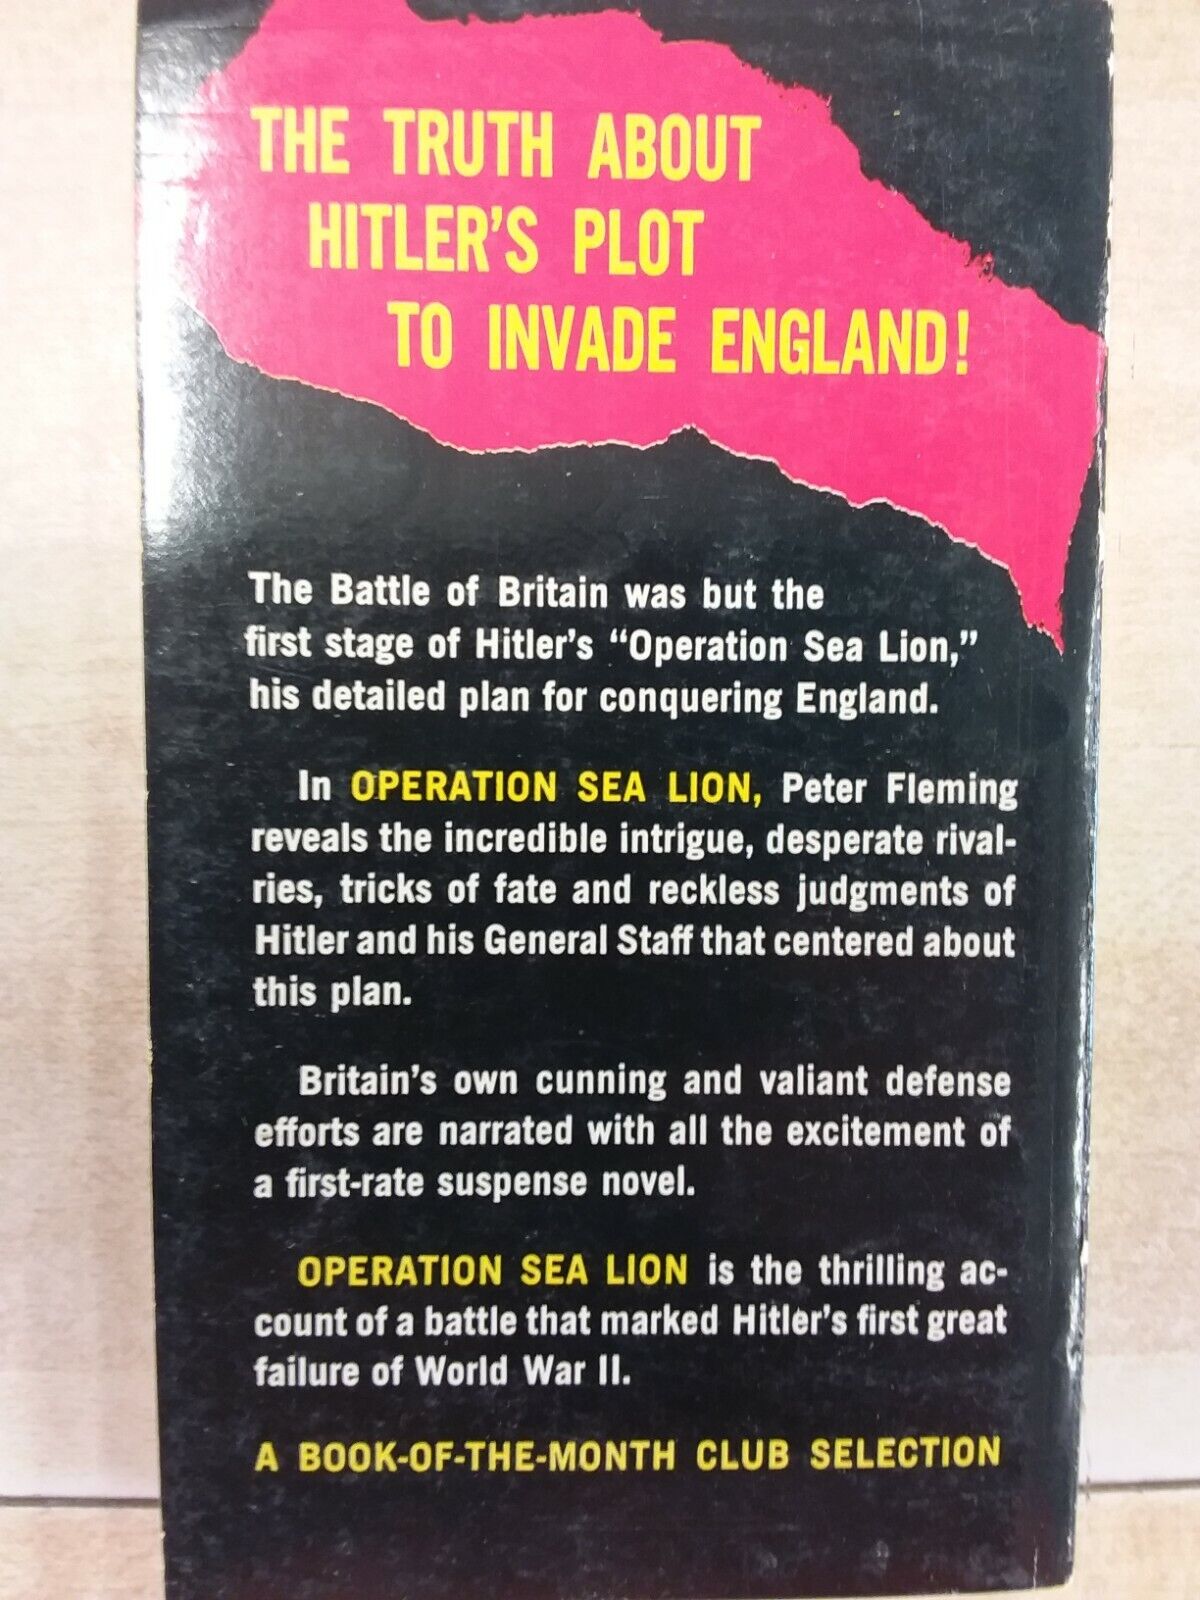 THE TRUTH ABOUT
HITLER'S PLOT
TO INVADE ENGLAND!
The Battle of Britain was but the
first stage of Hitler's “Operation Sea Lion,”
his detailed plan for conquering England.
In OPERATION SEA LION, Peter Fleming
reveals the incredible intrigue, desperate rival-
ries, tricks of fate and reckless judgments of
Hitler and his General Staff that centered about
this plan.
Britain's own cunning and valiant defense
efforts are narrated with all the excitement of
a first-rate suspense novel.
OPERATION SEA LION is the thrilling ac-
count of a battle that marked Hitler's first great
failure of World War II.
A BOOK-OF-THE-MONTH CLUB SELECTION